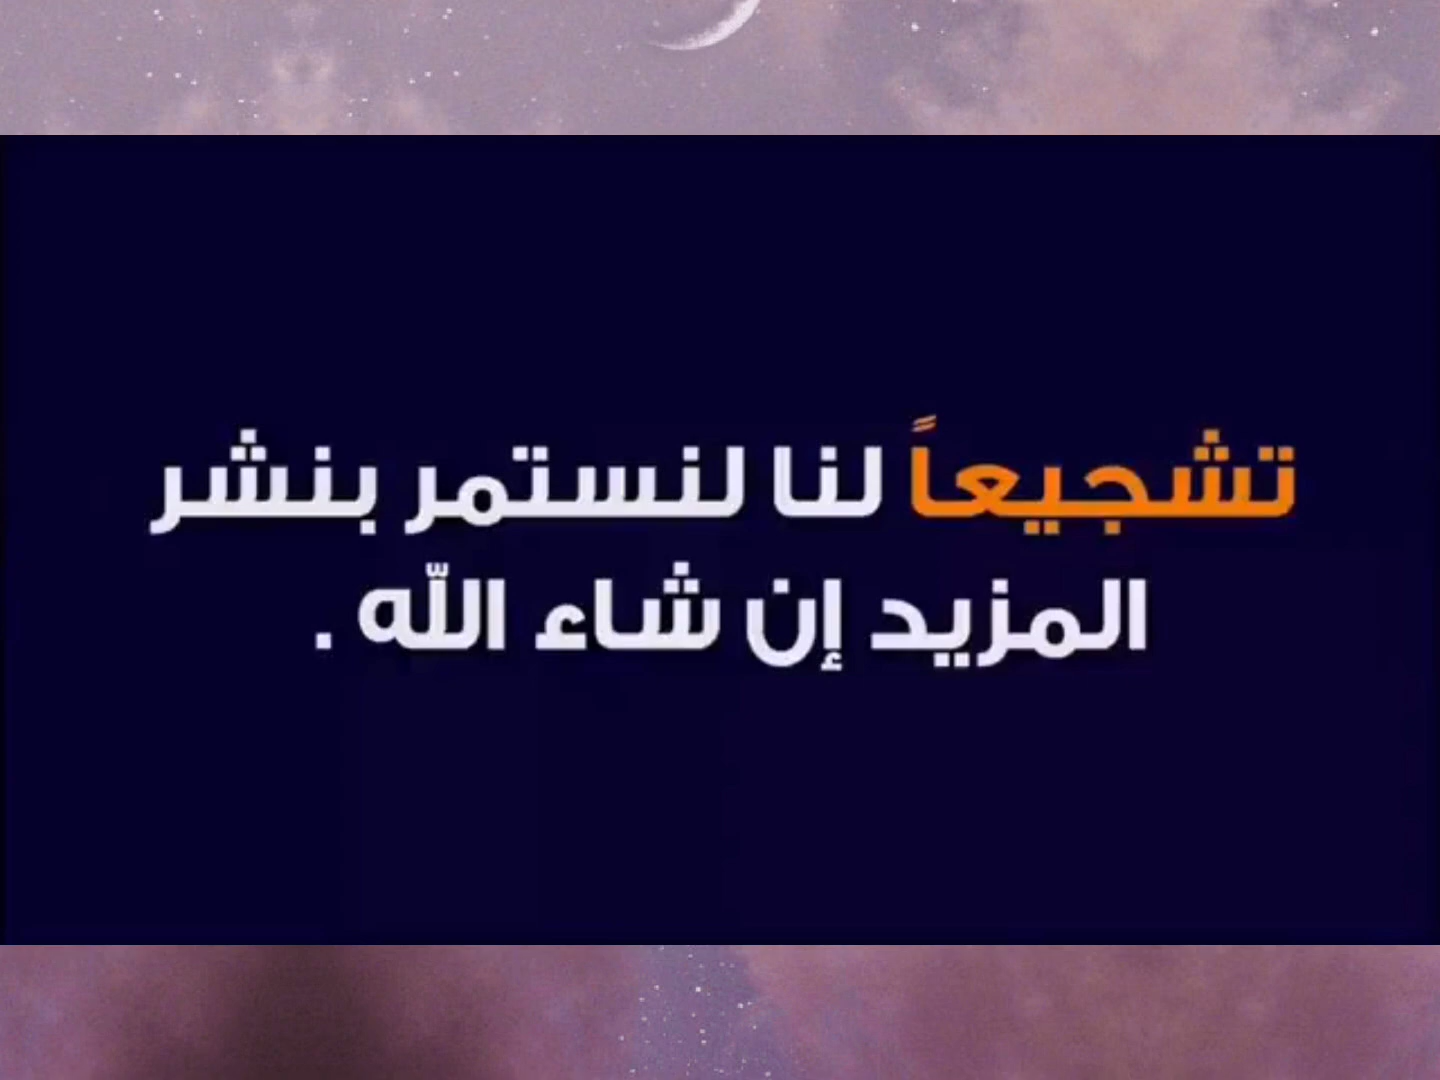 تشجيعاً لنا لنستمر بنشر
المزيد إن شاء اللّه .